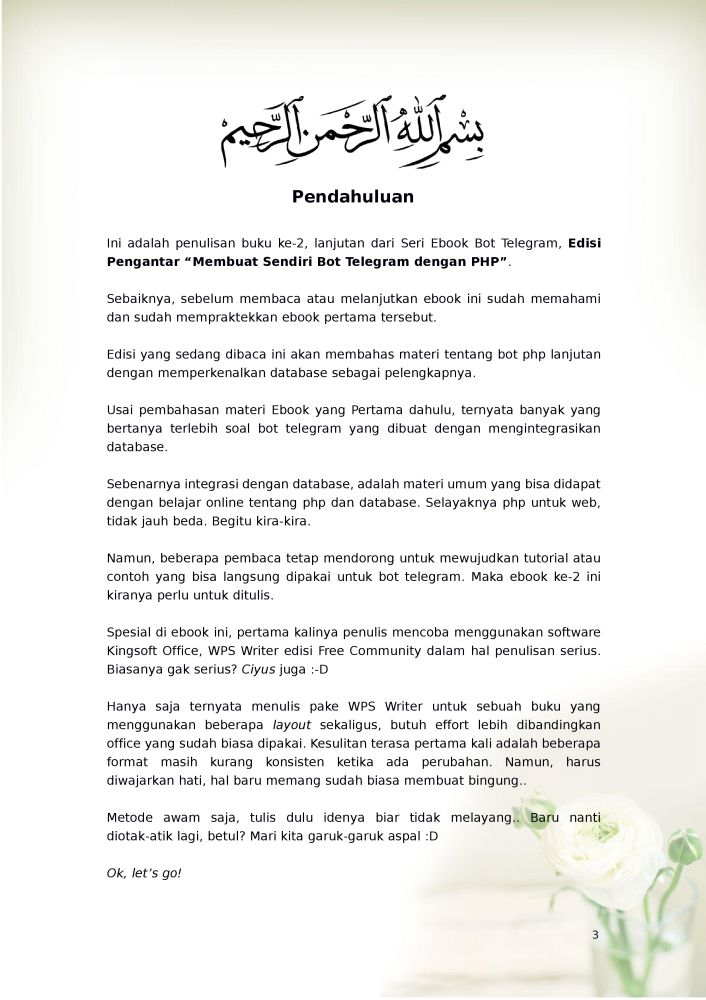 بِسْمِ اللهِ الرَّحْمنِ الرَّحِيمِ
Pendahuluan
Ini adalah penulisan buku ke-2, lanjutan dari Seri Ebook Bot Telegram, Edisi
Pengantar “Membuat Sendiri Bot Telegram dengan PHP”.
Sebaiknya, sebelum membaca atau melanjutkan ebook ini sudah memahami
dan sudah mempraktekkan ebook pertama tersebut.
Edisi yang sedang dibaca ini akan membahas materi tentang bot php lanjutan
dengan memperkenalkan database sebagai pelengkapnya.
Usai pembahasan materi Ebook yang Pertama dahulu, ternyata banyak yang
bertanya terlebih soal bot telegram yang dibuat dengan mengintegrasikan
database.
Sebenarnya integrasi dengan database, adalah materi umum yang bisa didapat
dengan belajar online tentang php dan database. Selayaknya php untuk web,
tidak jauh beda. Begitu kira-kira.
Namun, beberapa pembaca tetap mendorong untuk mewujudkan tutorial atau
contoh yang bisa langsung dipakai untuk bot telegram. Maka ebook ke-2 ini
kiranya perlu untuk ditulis.
Spesial di ebook ini, pertama kalinya penulis mencoba menggunakan software
Kingsoft Office, WPS Writer edisi Free Community dalam hal penulisan serius.
Biasanya gak serius? Ciyus juga :-D
Hanya saja ternyata menulis pake WPS Writer untuk sebuah buku yang
menggunakan beberapa layout sekaligus, butuh effort lebih dibandingkan
office yang sudah biasa dipakai. Kesulitan terasa pertama kali adalah beberapa
format masih kurang konsisten ketika ada perubahan. Namun, harus
diwajarkan hati, hal baru memang sudah biasa membuat bingung..
Metode awam saja, tulis dulu idenya biar tidak melayang.. Baru nanti
diotak-atik lagi, betul? Mari kita garuk-garuk aspal :D
Ok, let’s go!
3